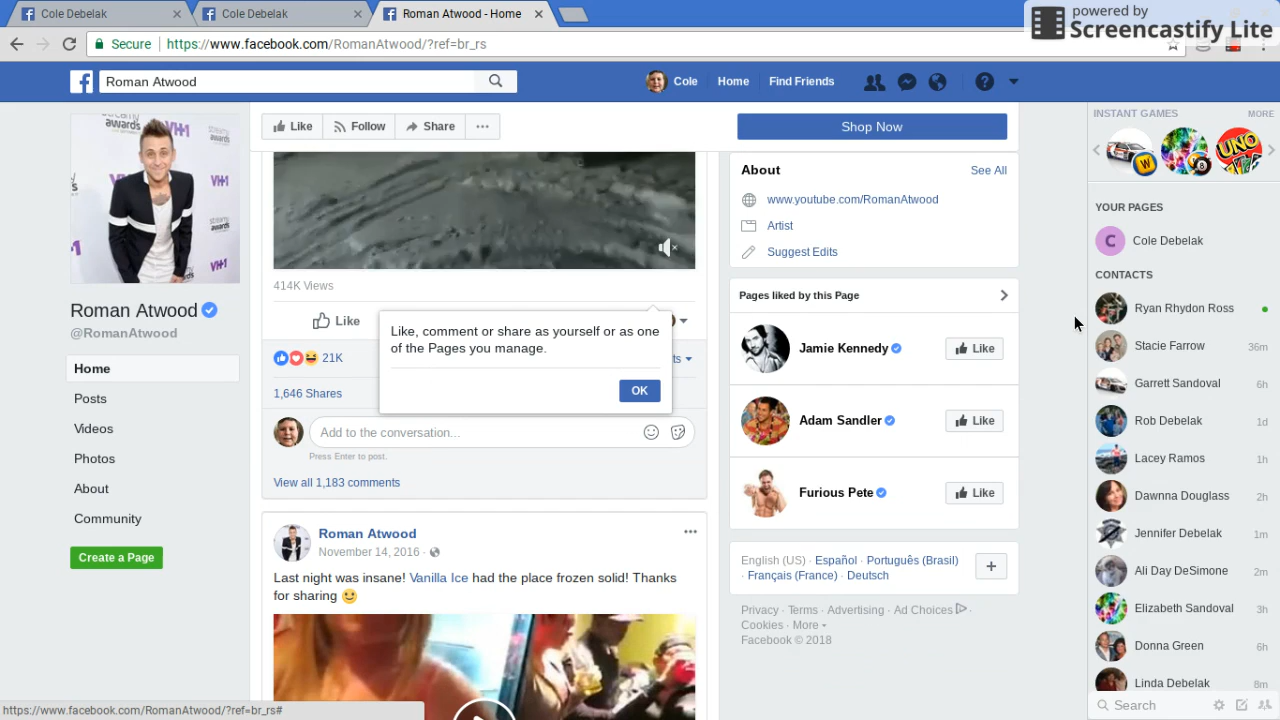 Cole Debelak
Cole Debelak
Roman Atwood - Home
powered by
Screencastify Lite
Secure
https://www.facebook.com/RomanAtwood/?ref=br_rs
Roman Atwood
Cole
Home
Find Friends
Like
Follow
Share
Shop Now
streamy awards
VH1
Roman Atwood
@RomanAtwood
Home
Posts
Videos
Photos
About
Community
Create a Page
414K Views
Like
Like, comment or share as yourself or as one
of the Pages you manage.
OK
21K
ts
1,646 Shares
Add to the conversation...
Press Enter to post.
View all 1,183 comments
Roman Atwood
November 14, 2016
Last night was insane! Vanilla Ice had the place frozen solid! Thanks
for sharing
About
See All
www.youtube.com/RomanAtwood
Artist
Suggest Edits
Pages liked by this Page
Jamie Kennedy
Like
Adam Sandler
Like
Furious Pete
Like
English (US) · Español · Português (Brasil)
· Français (France) · Deutsch
Privacy · Terms · Advertising · Ad Choices ·
Cookies · More
Facebook © 2018
INSTANT GAMES
MORE
W
8
UNO
YOUR PAGES
C
Cole Debelak
CONTACTS
Ryan Rhydon Ross
Stacie Farrow 36m
Garrett Sandoval 6h
Rob Debelak 1d
Lacey Ramos 1h
Dawnna Douglass 2h
Jennifer Debelak 1m
Ali Day DeSimone 2m
Elizabeth Sandoval 3h
Donna Green 6h
Linda Debelak 8m
Search
https://www.facebook.com/RomanAtwood/?ref=br_rs#